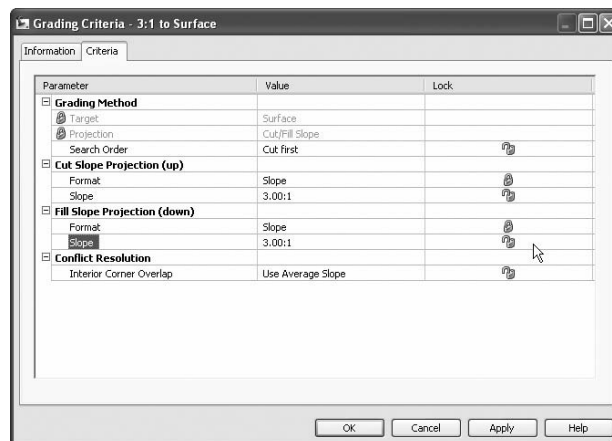 Grading Criteria - 3:1 to Surface
Information Criteria
Parameter Value Lock
Grading Method
Target Surface
Projection Cut/Fill Slope
Search Order Cut first
Cut Slope Projection (up)
Format Slope
Slope 3.00:1
Fill Slope Projection (down)
Format Slope
Slope 3.00:1
Conflict Resolution
Interior Corner Overlap Use Average Slope
OK Cancel Apply Help